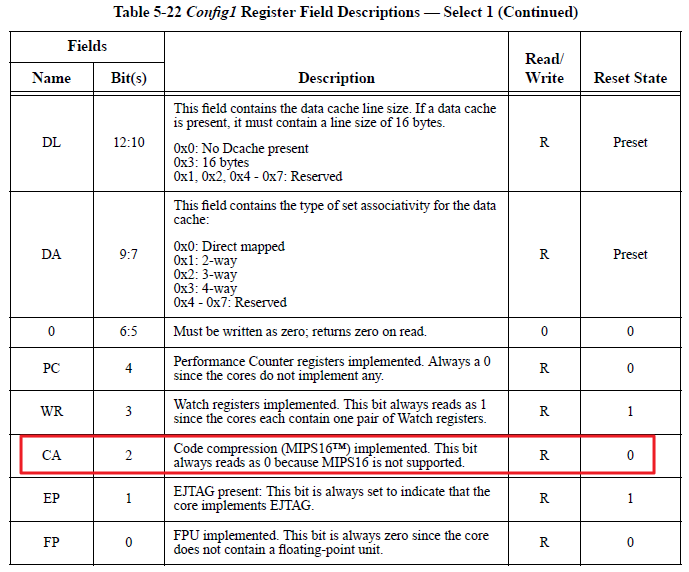 Table 5-22 Config1 Register Field Descriptions — Select 1 (Continued)
Fields
Name Bit(s) Description Read/
Write Reset State
DL 12:10 This field contains the data cache line size. If a data cache
is present, it must contain a line size of 16 bytes.
0x0: No Dcache present
0x3: 16 bytes
0x1, 0x2, 0x4 - 0x7: Reserved
R Preset
DA 9:7 This field contains the type of set associativity for the data
cache:
0x0: Direct mapped
0x1: 2-way
0x2: 3-way
0x3: 4-way
0x4 - 0x7: Reserved
R Preset
0 6:5 Must be written as zero; returns zero on read. 0 0
PC 4 Performance Counter registers implemented. Always a 0
since the cores do not implement any. R 0
WR 3 Watch registers implemented. This bit always reads as 1
since the cores each contain one pair of Watch registers. R 1
CA 2 Code compression (MIPS16™) implemented. This bit
always reads as 0 because MIPS16 is not supported. R 0
EP 1 EJTAG present: This bit is always set to indicate that the
core implements EJTAG. R 1
FP 0 FPU implemented. This bit is always zero since the core
does not contain a floating-point unit. R 0